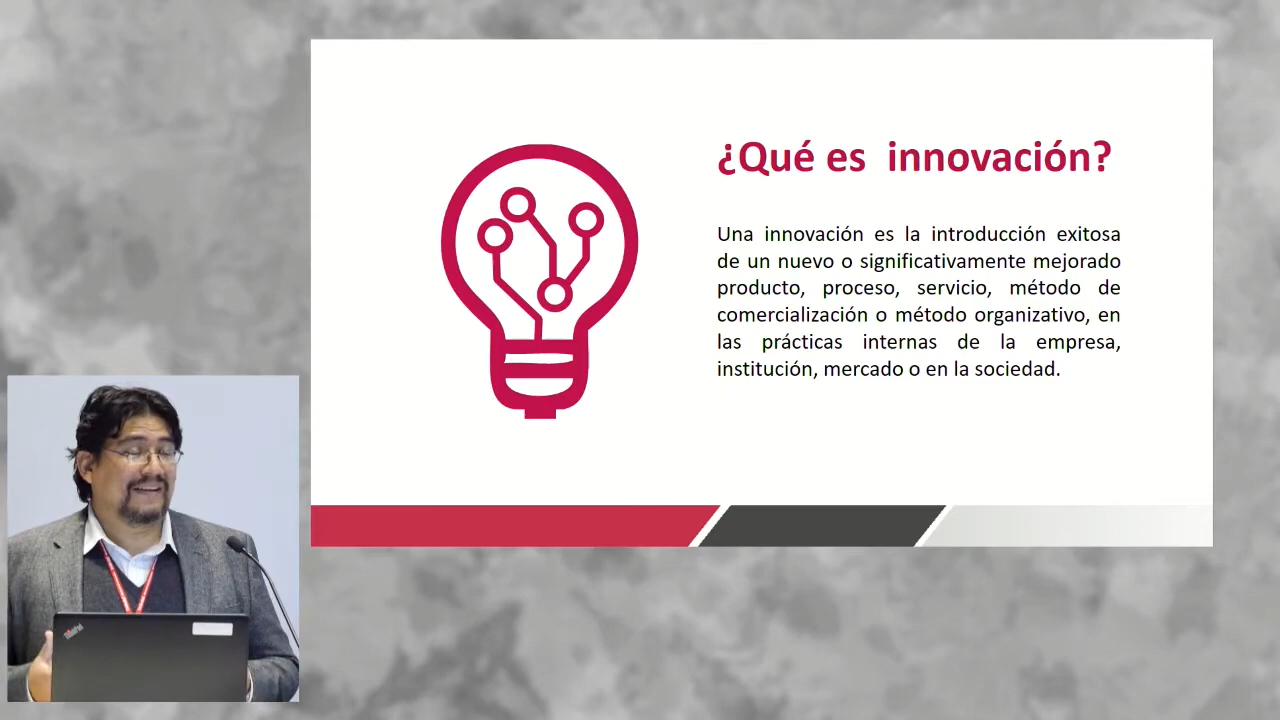 ¿Qué es  innovación?
Una innovación es la introducción exitosa
de un nuevo o significativamente mejorado
producto, proceso, servicio, método de
comercialización o método organizativo, en
las prácticas internas de la empresa,
institución, mercado o en la sociedad.
ThinkPad